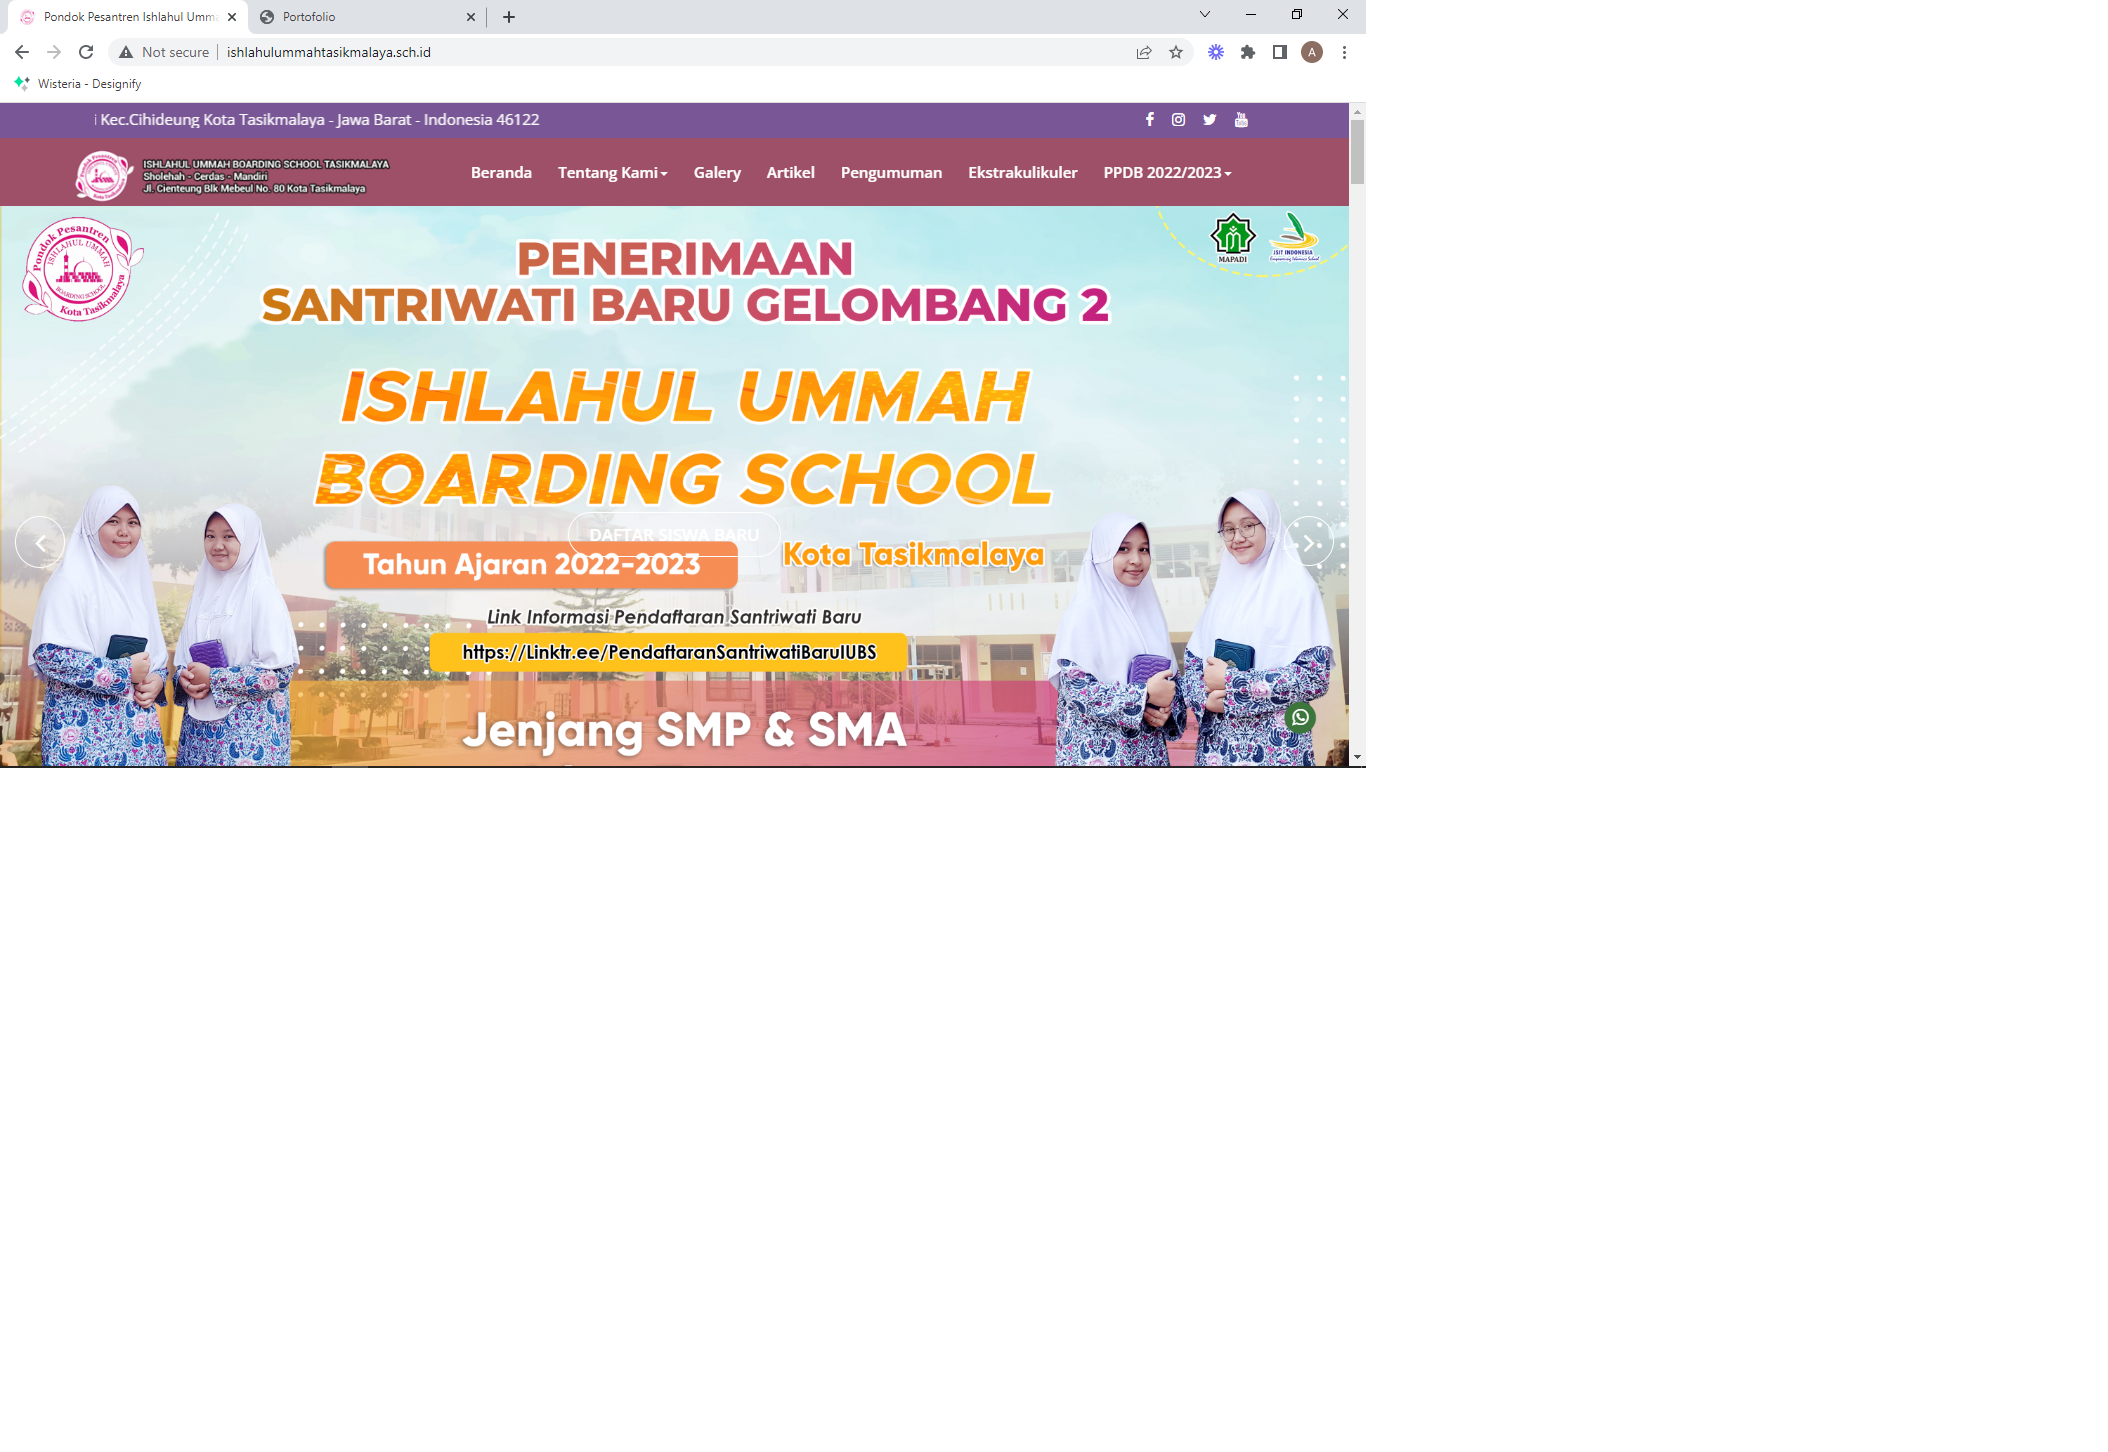 Pondok Pesantren Ishlahul Umma
Portofolio
Not secure
ishlahulummahtasikmalaya.sch.id
A
Wisteria - Designify
i Kec.Cihideung Kota Tasikmalaya - Jawa Barat - Indonesia 46122
ISHLAHUL UMMAH BOARDING SCHOOL TASIKMALAYA
Sholehah - Cerdas - Mandiri
Jl. Cienteung Blk Mebeul No. 80 Kota Tasikmalaya
Beranda Tentang Kami Galery Artikel Pengumuman Ekstrakulikuler PPDB 2022/2023
Pondok Pesantren
ISHLAHUL UMMAH
BOARDING SCHOOL
Kota Tasikmalaya
MAPADI
JSIT INDONESIA
PENERIMAAN
SANTRIWATI BARU GELOMBANG 2
ISHLAHUL UMMAH
BOARDING SCHOOL
DAFTAR SISWA BARU
Tahun Ajaran 2022-2023
Kota Tasikmalaya
Link Informasi Pendaftaran Santriwati Baru
https://Linktr.ee/PendaftaranSantriwatiBaruIUBS
Jenjang SMP & SMA